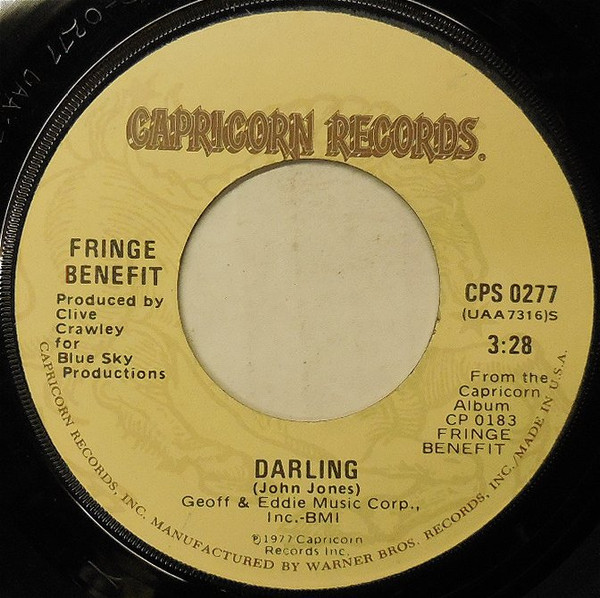 CAPRICORN RECORDS.
FRINGE
BENEFIT
Produced by
Clive
Crawley
for
Blue Sky
Productions
CPS 0277
(UAA7316)S
3:28
From the
Capricorn
Album
CP 0183
FRINGE
BENEFIT
DARLING
(John Jones)
Geoff & Eddie Music Corp.,
Inc.-BMI
℗1977 Capricorn
Records Inc.
CAPRICORN RECORDS, INC. MANUFACTURED BY WARNER BROS. RECORDS, INC./MADE IN U.S.A.